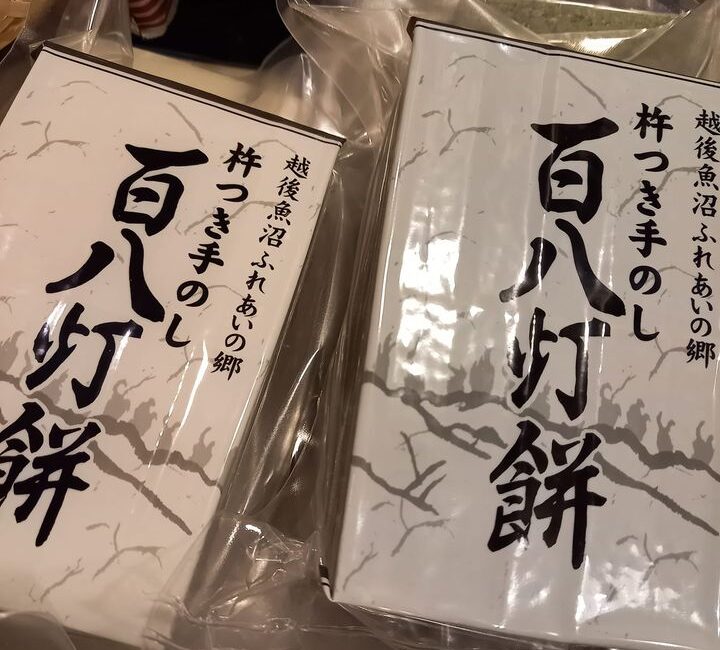 越後魚沼ふれあいの郷
杵つき手のし
百八灯餅
越後魚沼ふれあいの郷
杵つき手のし
百八灯餅